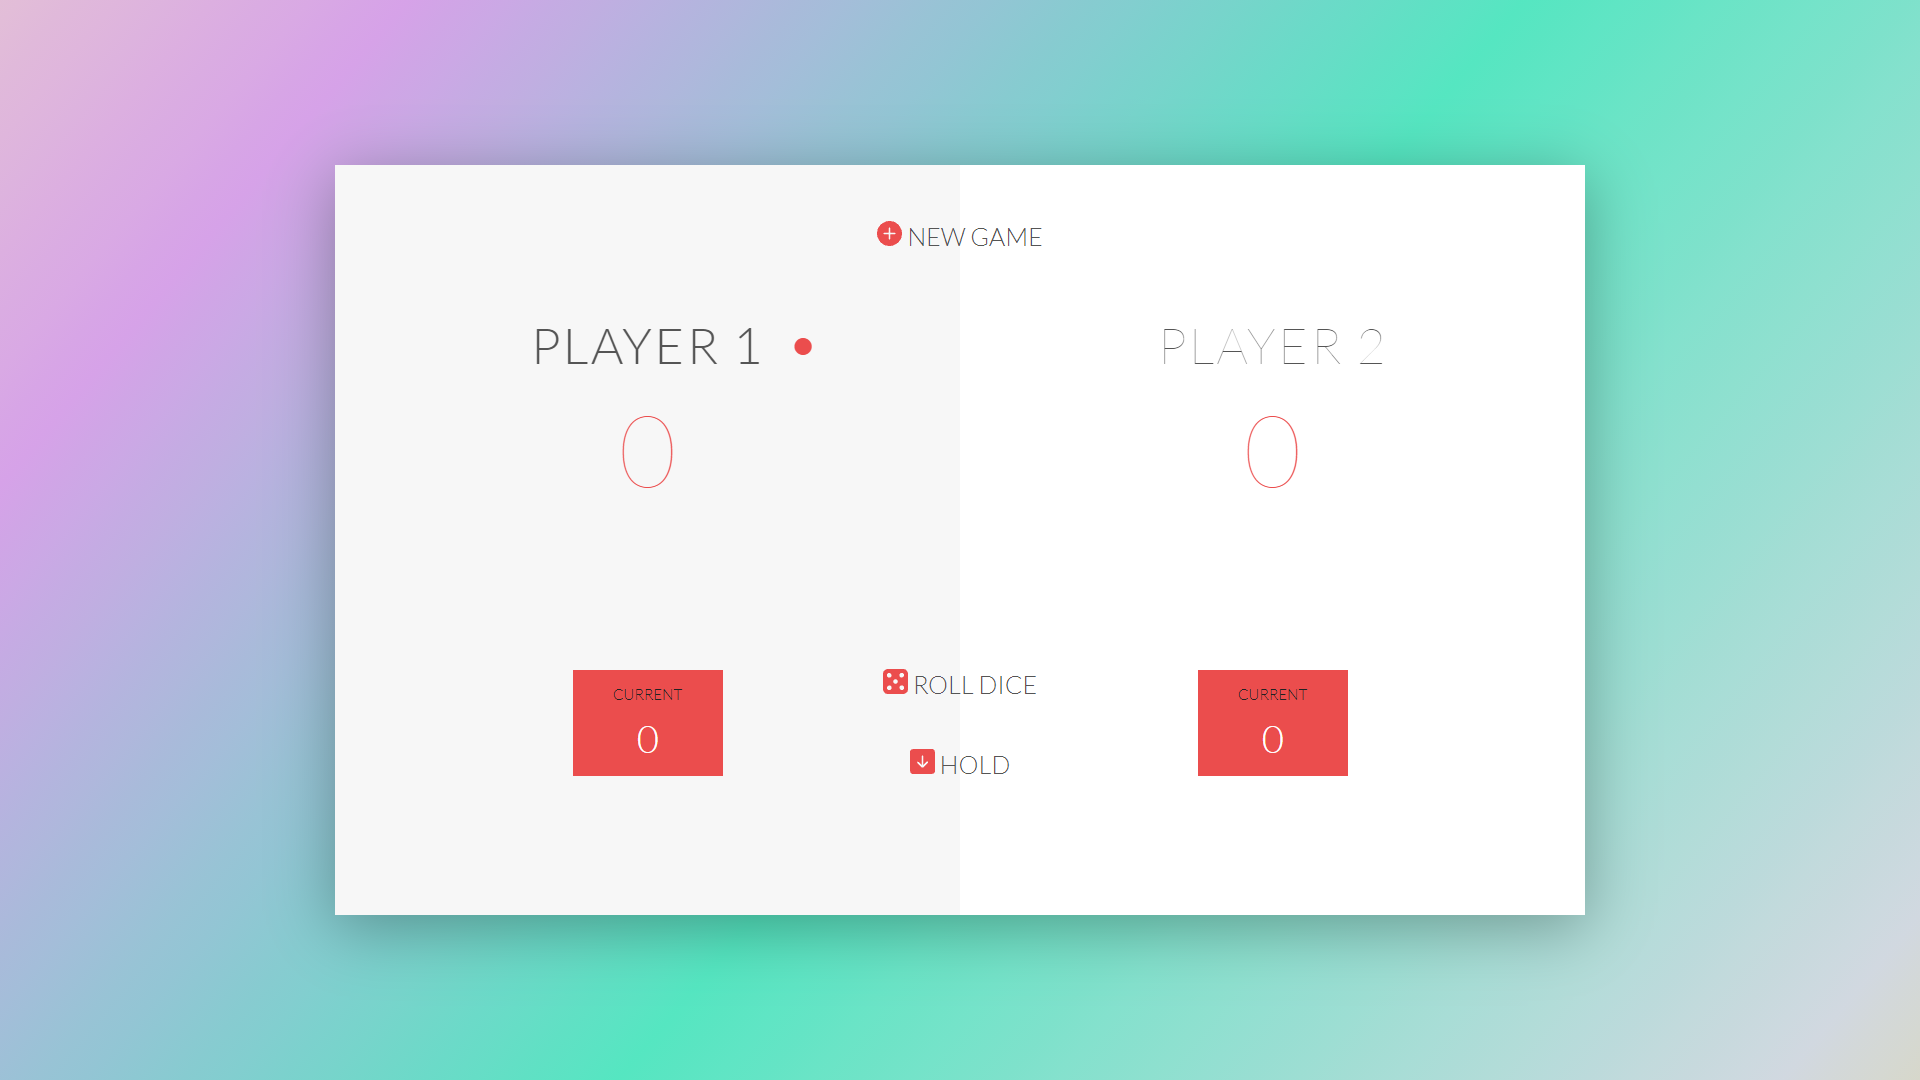 NEW GAME
PLAYER 1
0
PLAYER 2
0
CURRENT
0
ROLL DICE
HOLD
CURRENT
0